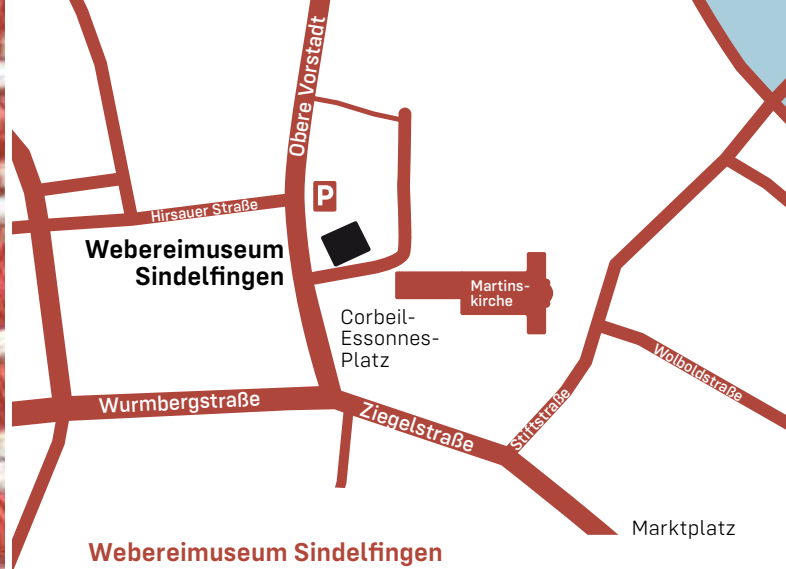 Obere Vorstadt
P
Hirsauer Straße
Webereimuseum
Sindelfingen
Martins-
kirche
Corbeil-
Essonnes-
Platz
Wolboldstraße
Wurmbergstraße
Ziegelstraße
Stiftstraße
Marktplatz
Webereimuseum Sindelfingen